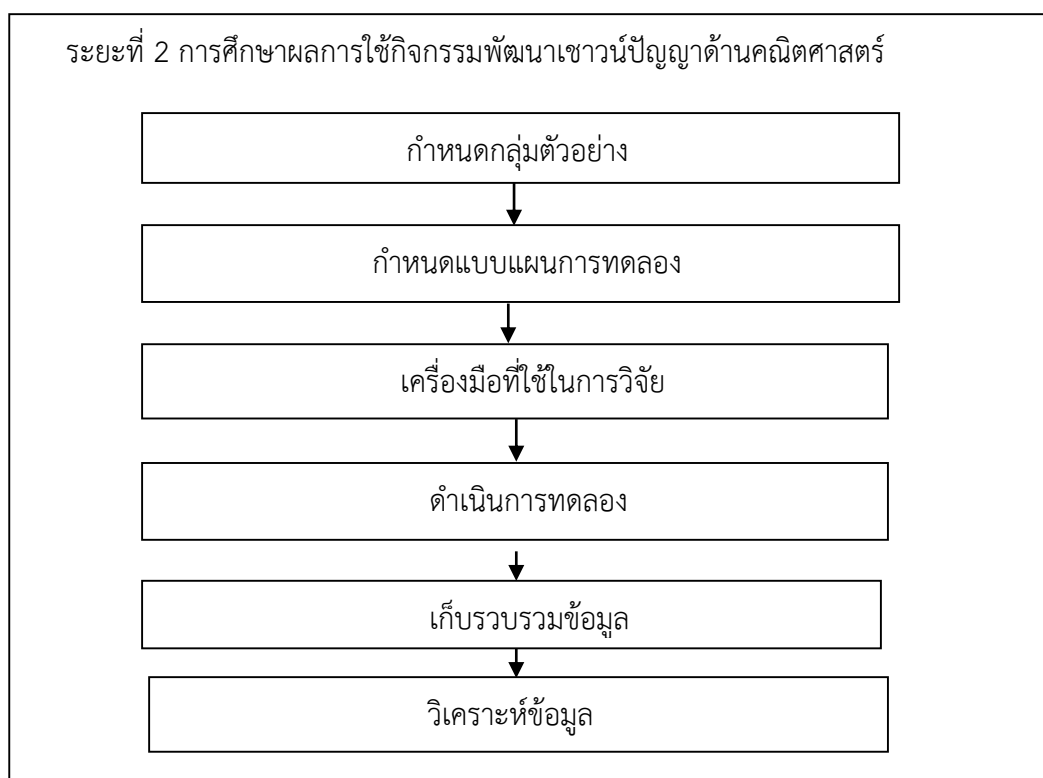 ระยะที่ 2 การศึกษาผลการใช้กิจกรรมพัฒนาเชาวน์ปัญญาด้านคณิตศาสตร์
กำหนดกลุ่มตัวอย่าง
กำหนดแบบแผนการทดลอง
เครื่องมือที่ใช้ในการวิจัย
ดำเนินการทดลอง
เก็บรวบรวมข้อมูล
วิเคราะห์ข้อมูล